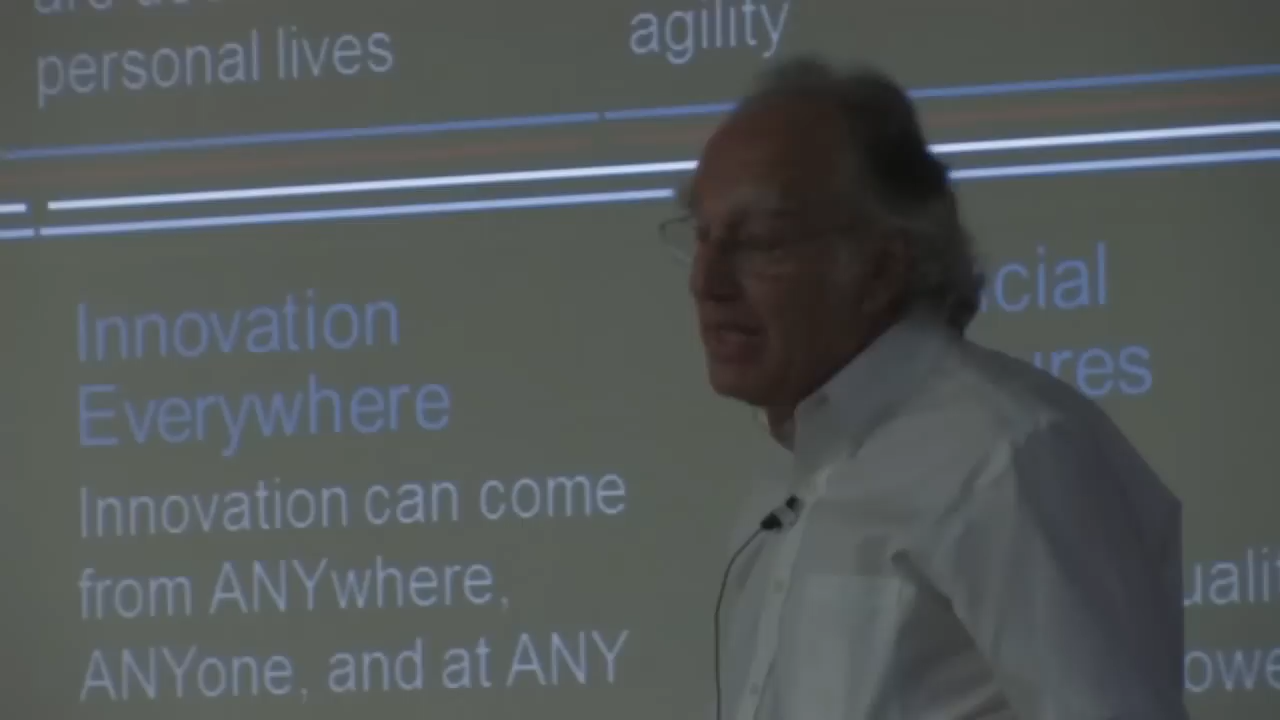 personal lives
agility
Innovation
Everywhere
Innovation can come
from ANYwhere,
ANYone, and at ANY